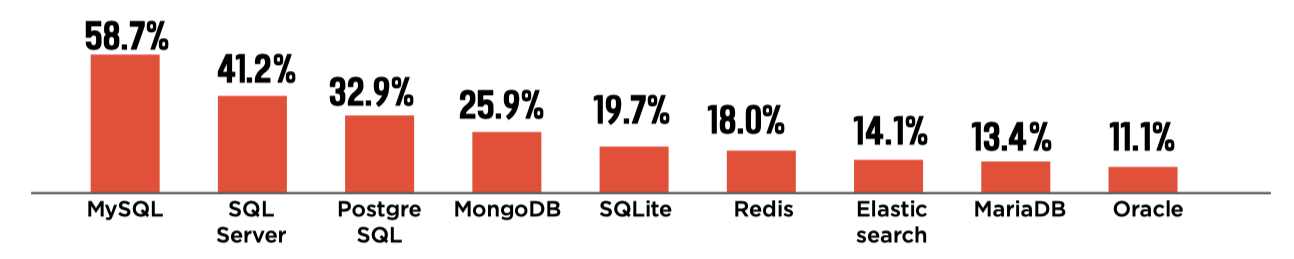 58.7%
41.2%
32.9%
25.9%
19.7%
18.0%
14.1%
13.4%
11.1%
MySQL
SQL
Server
Postgre
SQL
MongoDB
SQLite
Redis
Elastic
search
MariaDB
Oracle